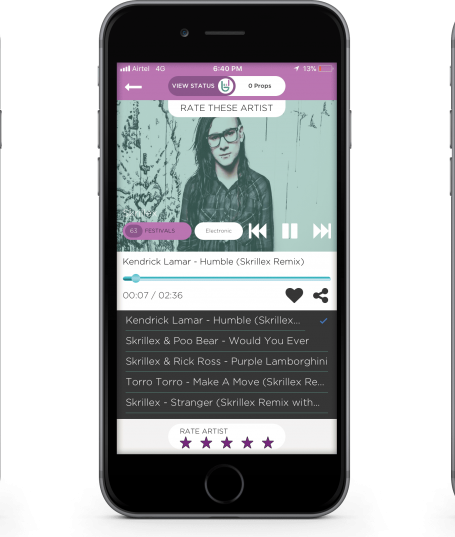 Airtel 4G 6:40 PM 13%
VIEW STATUS 0 Props
RATE THESE ARTIST
63 FESTIVALS Electronic
Kendrick Lamar - Humble (Skrillex Remix)
00:07 / 02:36
Kendrick Lamar - Humble (Skrillex...
Skrillex & Poo Bear - Would You Ever
Skrillex & Rick Ross - Purple Lamborghini
Torro Torro - Make A Move (Skrillex Re...
Skrillex - Stranger (Skrillex Remix with...
RATE ARTIST